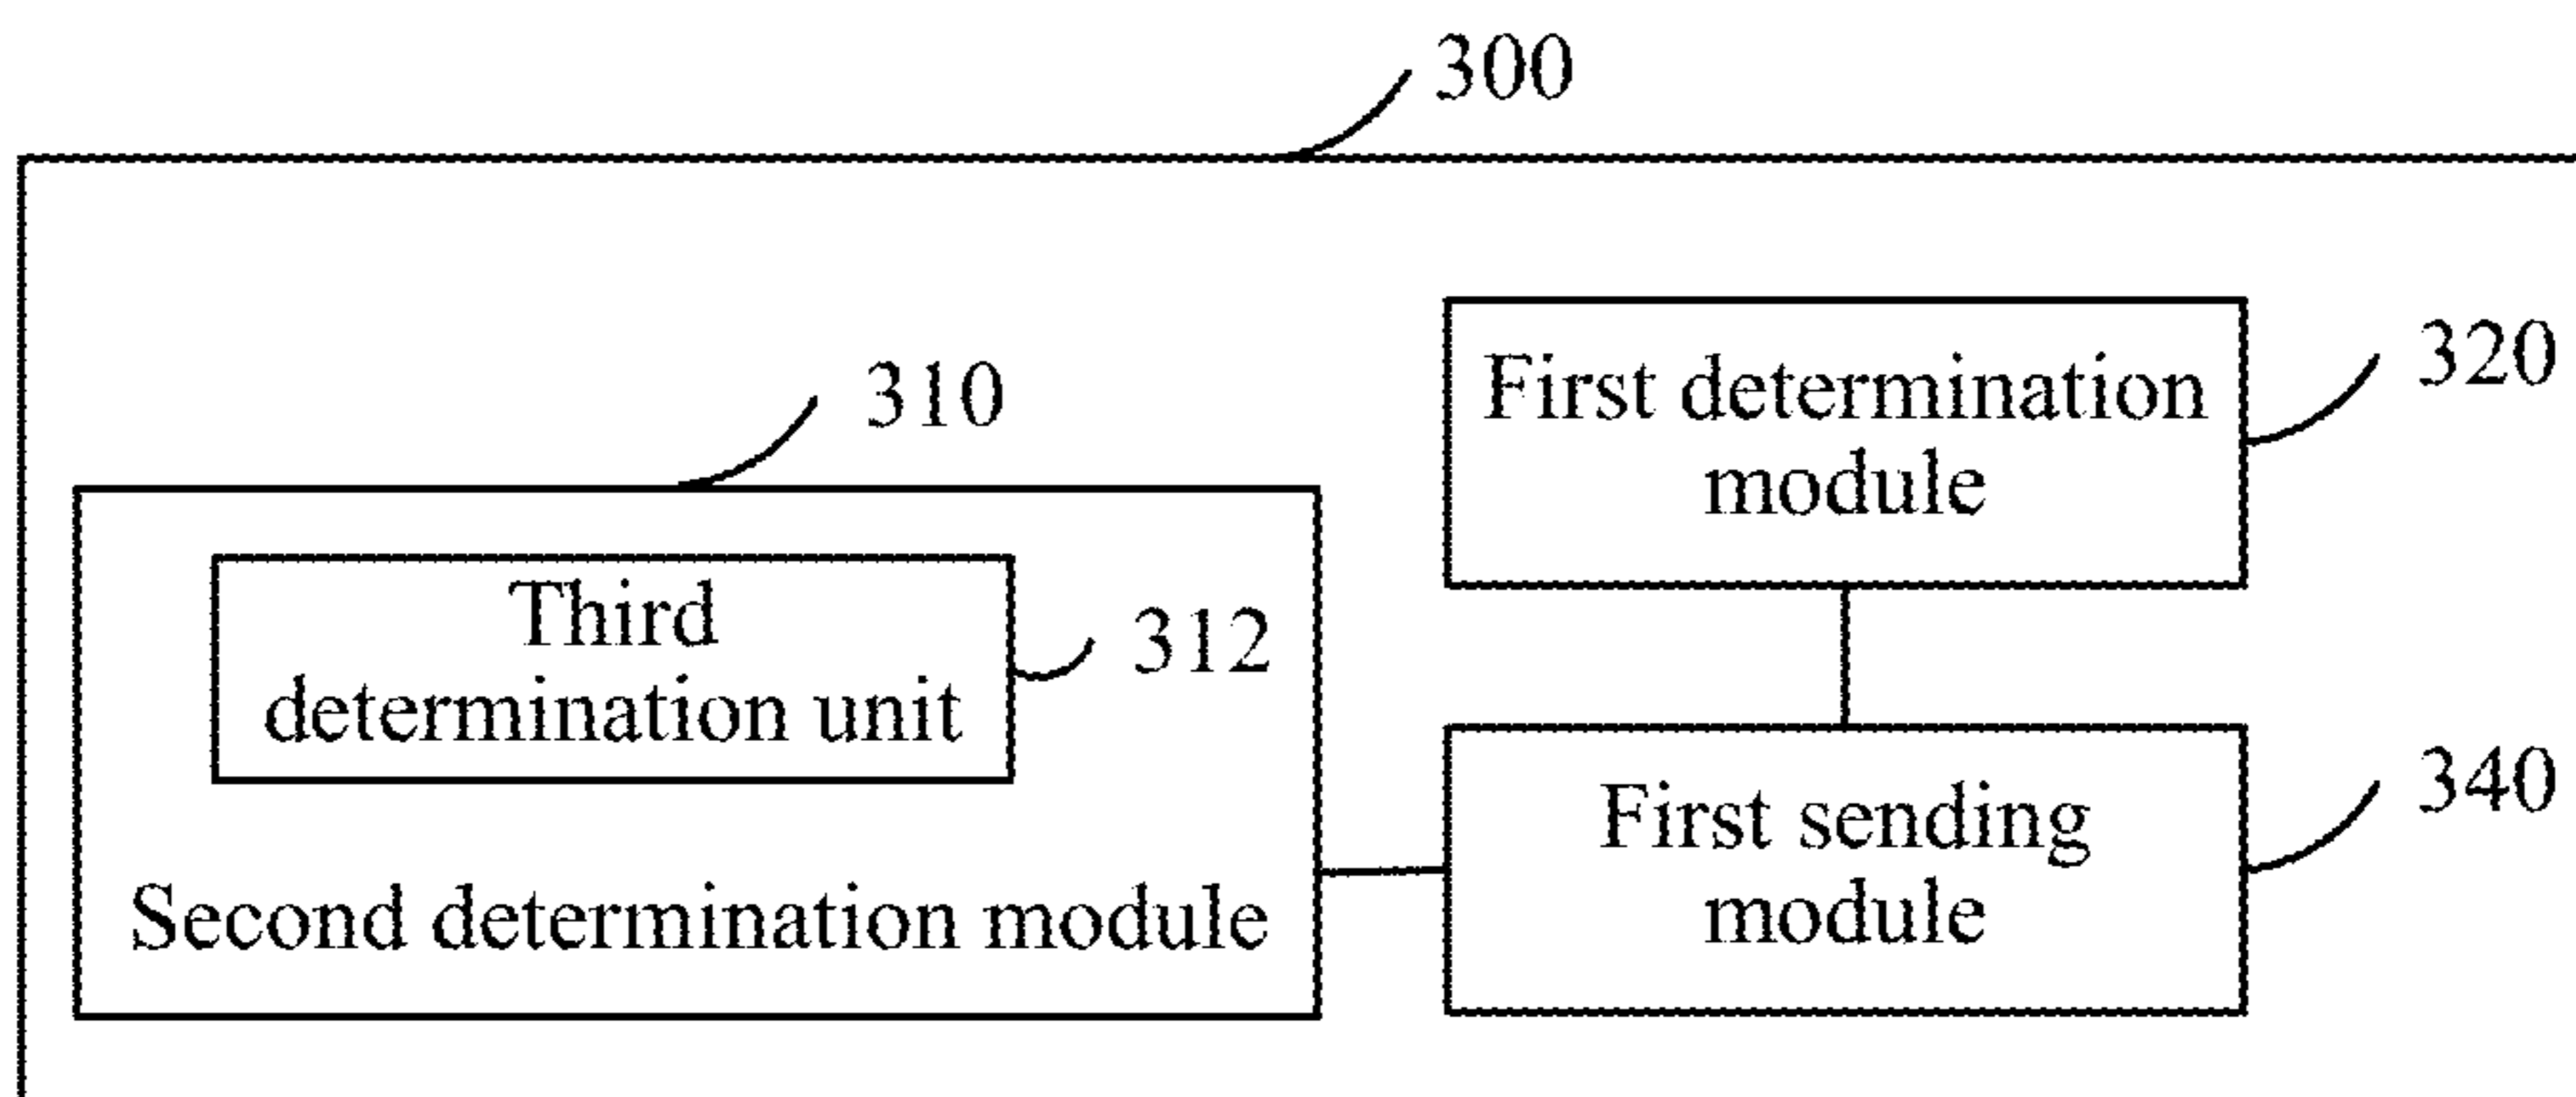 300
310
320
First determination
module
Third
determination unit
312
Second determination module
340
First sending
module